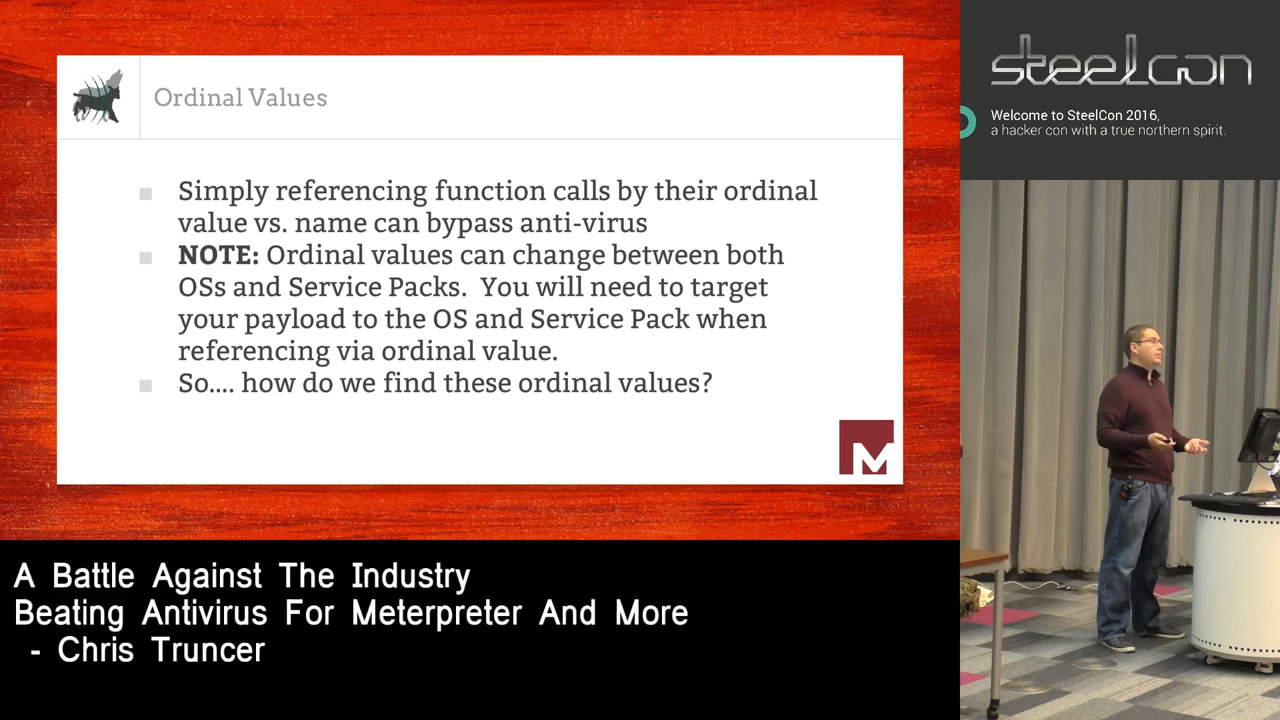 Ordinal Values
Simply referencing function calls by their ordinal
value vs. name can bypass anti-virus
NOTE: Ordinal values can change between both
OSs and Service Packs.  You will need to target
your payload to the OS and Service Pack when
referencing via ordinal value.
So.... how do we find these ordinal values?
M
steelcon
Welcome to SteelCon 2016,
a hacker con with a true northern spirit.
A Battle Against The Industry
Beating Antivirus For Meterpreter And More
- Chris Truncer